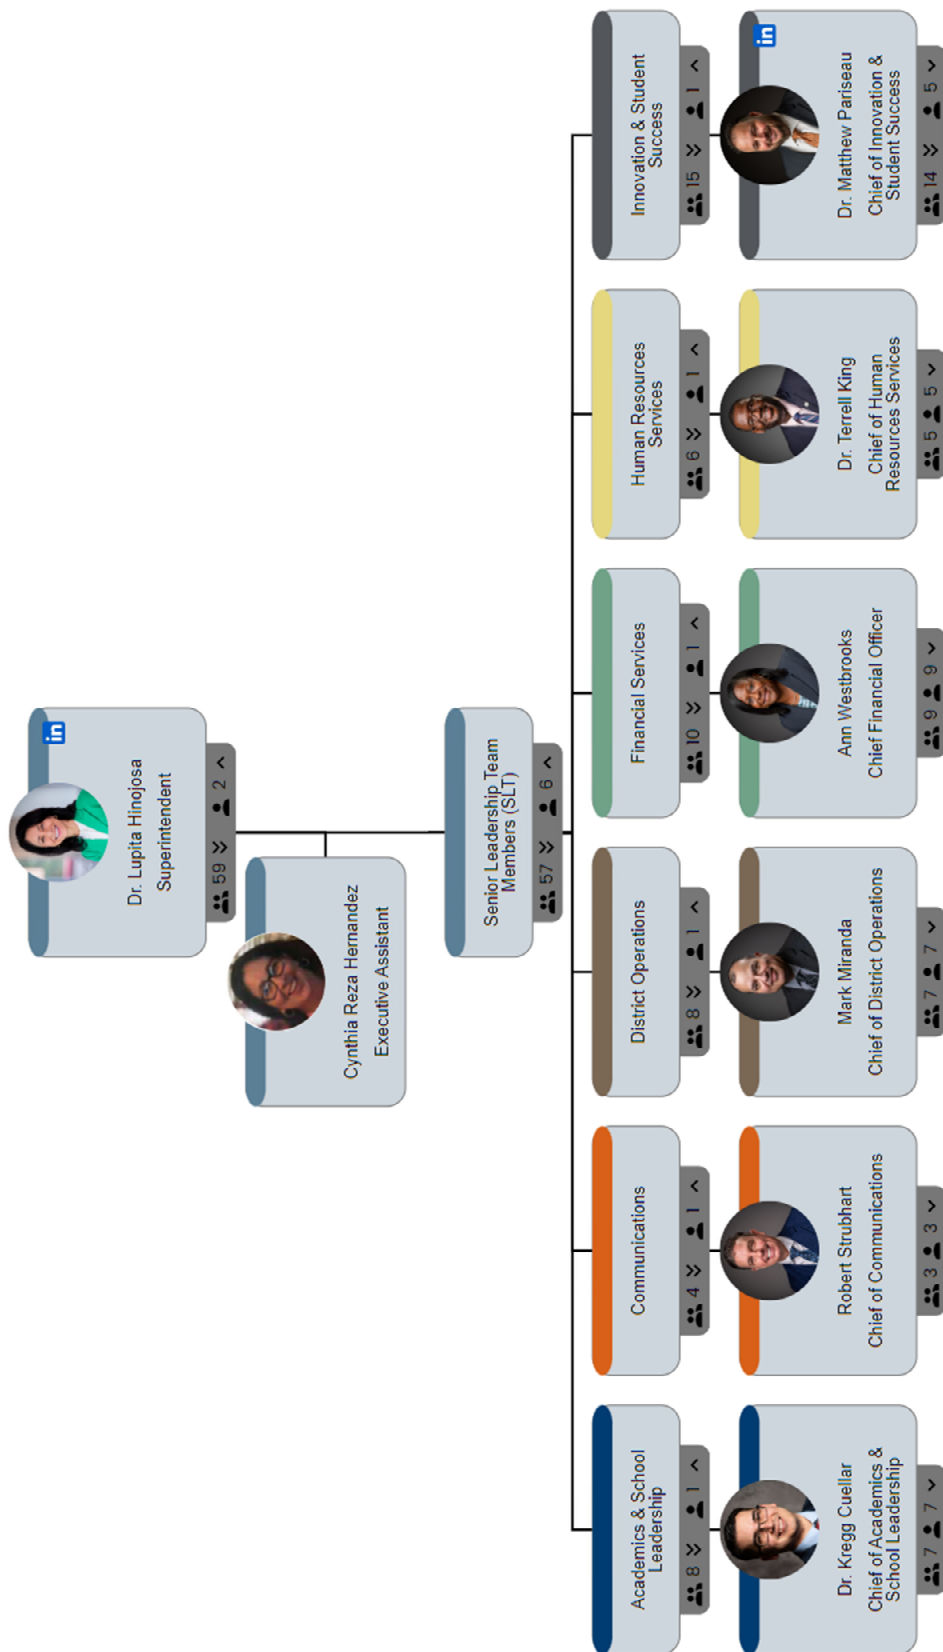 in
Dr. Lupita Hinojosa
Superintendent
59 2
Cynthia Reza Hernandez
Executive Assistant
Senior Leadership Team
Members (SLT)
57 6
Academics & School
Leadership
8 1
Dr. Kregg Cuellar
Chief of Academics &
School Leadership
7 7
Communications
4 1
Robert Strubhart
Chief of Communications
3 3
District Operations
8 1
Mark Miranda
Chief of District Operations
7 7
Financial Services
10 1
Ann Westbrooks
Chief Financial Officer
9 9
Human Resources
Services
6 1
Dr. Terrell King
Chief of Human
Resources Services
5 5
Innovation & Student
Success
15 1
in
Dr. Matthew Pariseau
Chief of Innovation &
Student Success
14 5